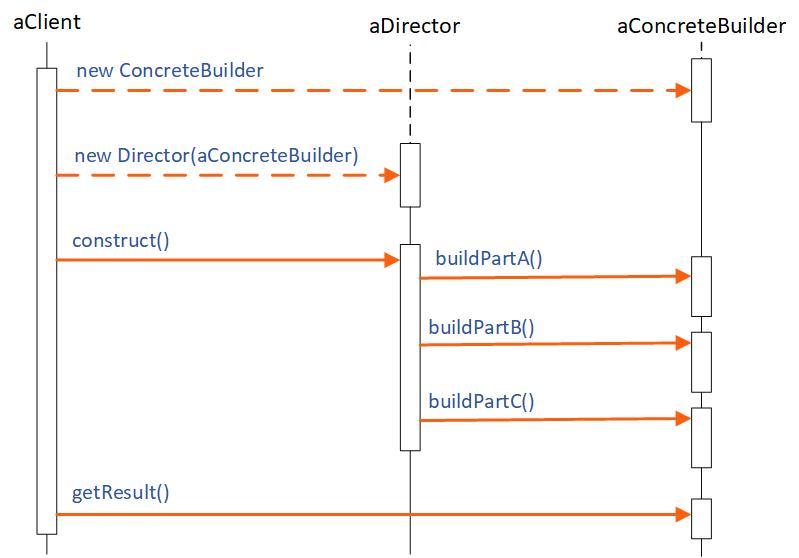 aClient
aDirector
aConcreteBuilder
new ConcreteBuilder
new Director(aConcreteBuilder)
construct()
buildPartA()
buildPartB()
buildPartC()
getResult()